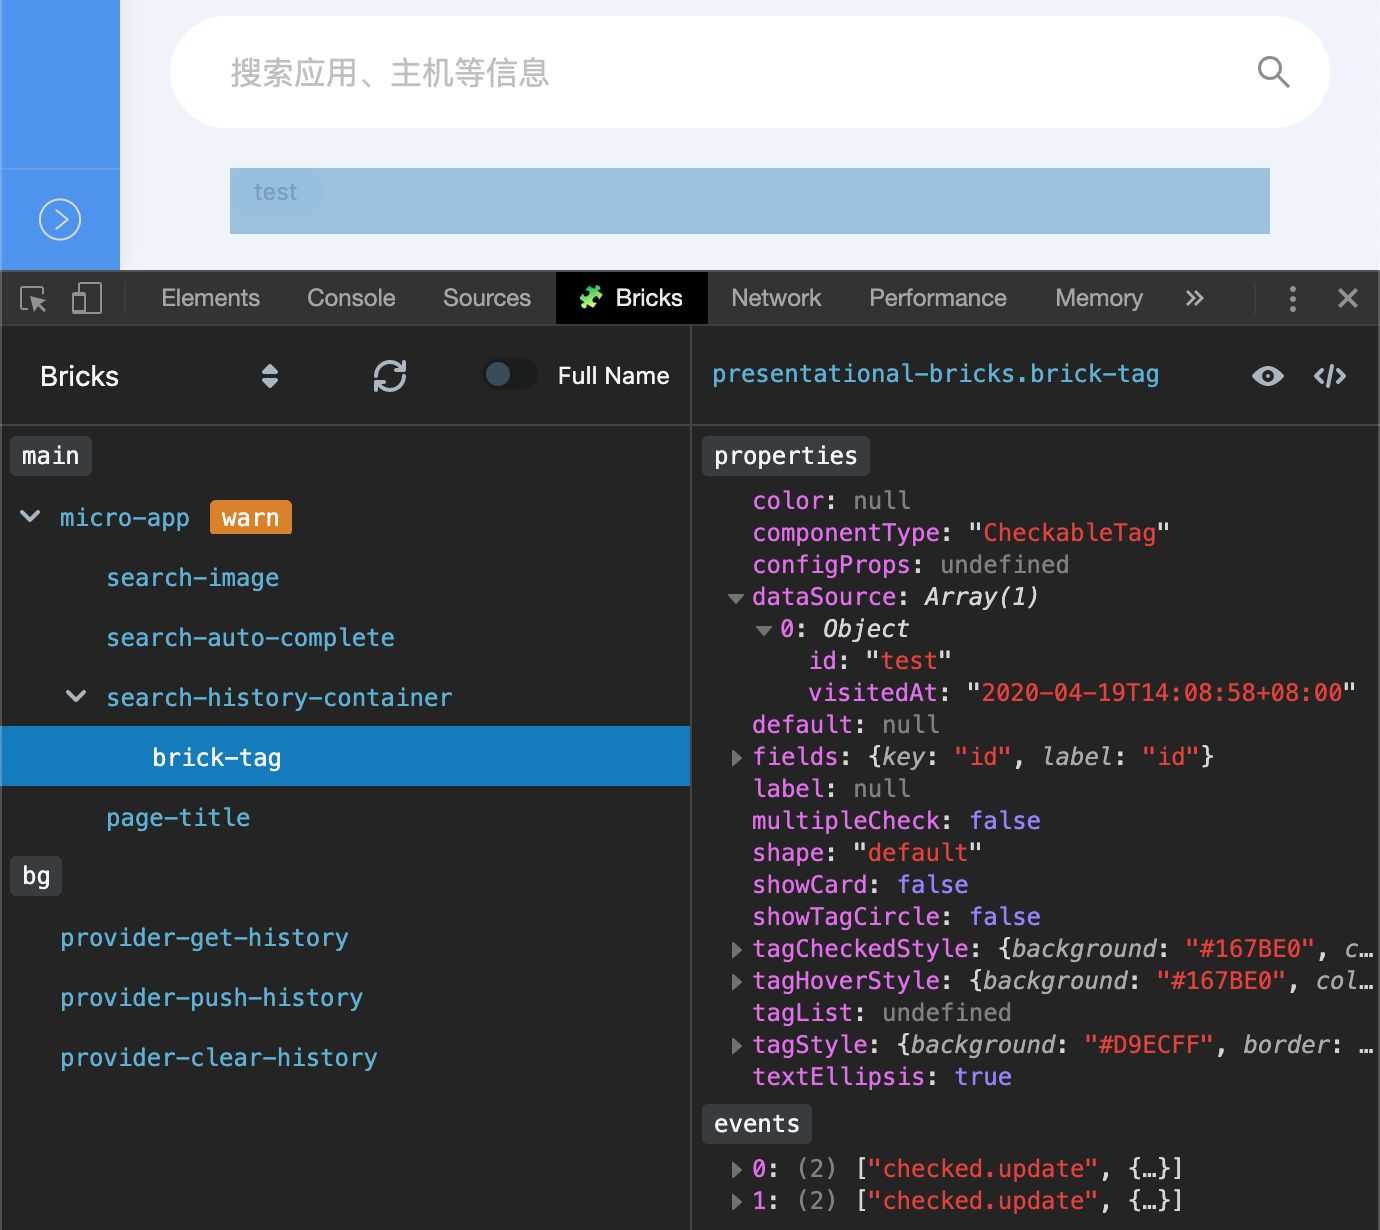 搜索应用、主机等信息
test
Elements Console Sources Bricks Network Performance Memory
Bricks Full Name
main
micro-app warn
search-image
search-auto-complete
search-history-container
brick-tag
page-title
bg
provider-get-history
provider-push-history
provider-clear-history
presentational-bricks.brick-tag
properties
color: null
componentType: "CheckableTag"
configProps: undefined
dataSource: Array(1)
0: Object
id: "test"
visitedAt: "2020-04-19T14:08:58+08:00"
default: null
fields: {key: "id", label: "id"}
label: null
multipleCheck: false
shape: "default"
showCard: false
showTagCircle: false
tagCheckedStyle: {background: "#167BE0", c…
tagHoverStyle: {background: "#167BE0", col…
tagList: undefined
tagStyle: {background: "#D9ECFF", border: …
textEllipsis: true
events
0: (2) ["checked.update", {…}]
1: (2) ["checked.update", {…}]